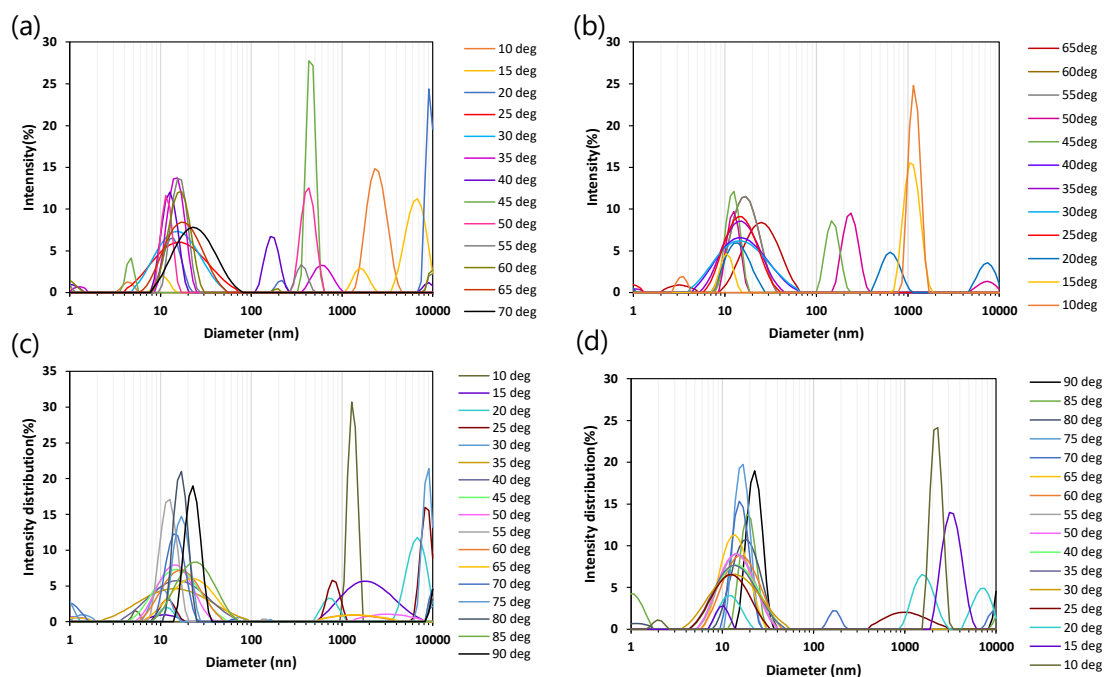 (a)
Intennsity(%)
30
25
20
15
10
5
0
1
10
100
1000
10000
Diameter (nm)
10 deg
15 deg
20 deg
25 deg
30 deg
35 deg
40 deg
45 deg
50 deg
55 deg
60 deg
65 deg
70 deg
(b)
Intensity(%)
30
25
20
15
10
5
0
1
10
100
1000
10000
Diameter (nm)
65deg
60deg
55deg
50deg
45deg
40deg
35deg
30deg
25deg
20deg
15deg
10deg
(c)
Intensity distribution(%)
35
30
25
20
15
10
5
0
1
10
100
1000
10000
Diameter (nn)
10 deg
15 deg
20 deg
25 deg
30 deg
35 deg
40 deg
45 deg
50 deg
55 deg
60 deg
65 deg
70 deg
75 deg
80 deg
85 deg
90 deg
(d)
Intensity distribution(%)
30
25
20
15
10
5
0
1
10
100
1000
10000
Diameter (nm)
90 deg
85 deg
80 deg
75 deg
70 deg
65 deg
60 deg
55 deg
50 deg
40 deg
35 deg
30 deg
25 deg
20 deg
15 deg
10 deg